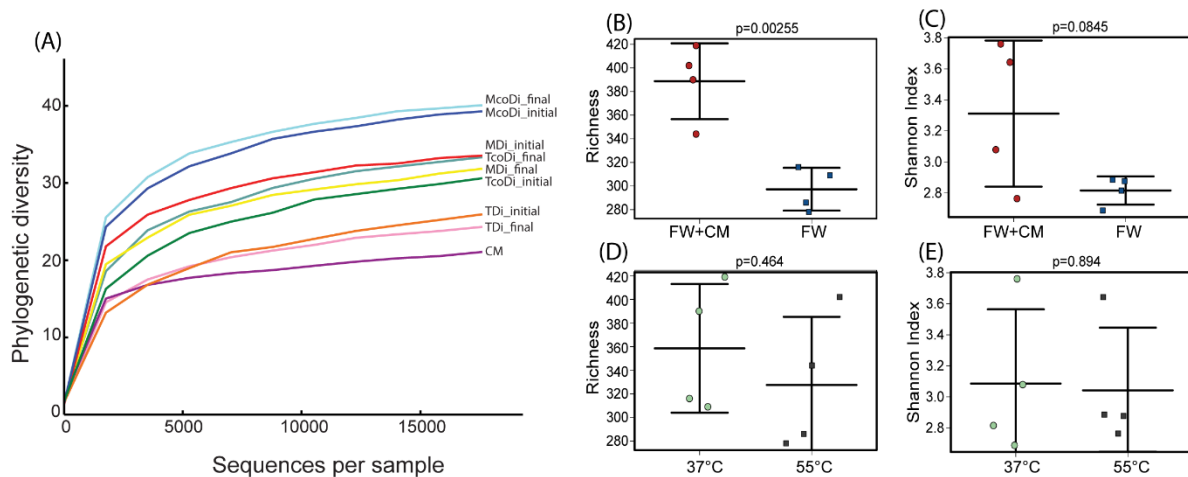 (A)
Phylogenetic diversity
40
30
20
10
0
0 5000 10000 15000
Sequences per sample
McoDi_final
McoDi_initial
MDi_initial
TcoDi_final
MDi_final
TcoDi_initial
TDi_initial
TDi_final
CM
(B)
p=0.00255
Richness
420
400
380
360
340
320
300
280
FW+CM FW
(C)
p=0.0845
Shannon Index
3.8
3.6
3.4
3.2
3.0
2.8
FW+CM FW
(D)
p=0.464
Richness
420
400
380
360
340
320
300
280
37°C 55°C
(E)
p=0.894
Shannon Index
3.8
3.6
3.4
3.2
3.0
2.8
37°C 55°C